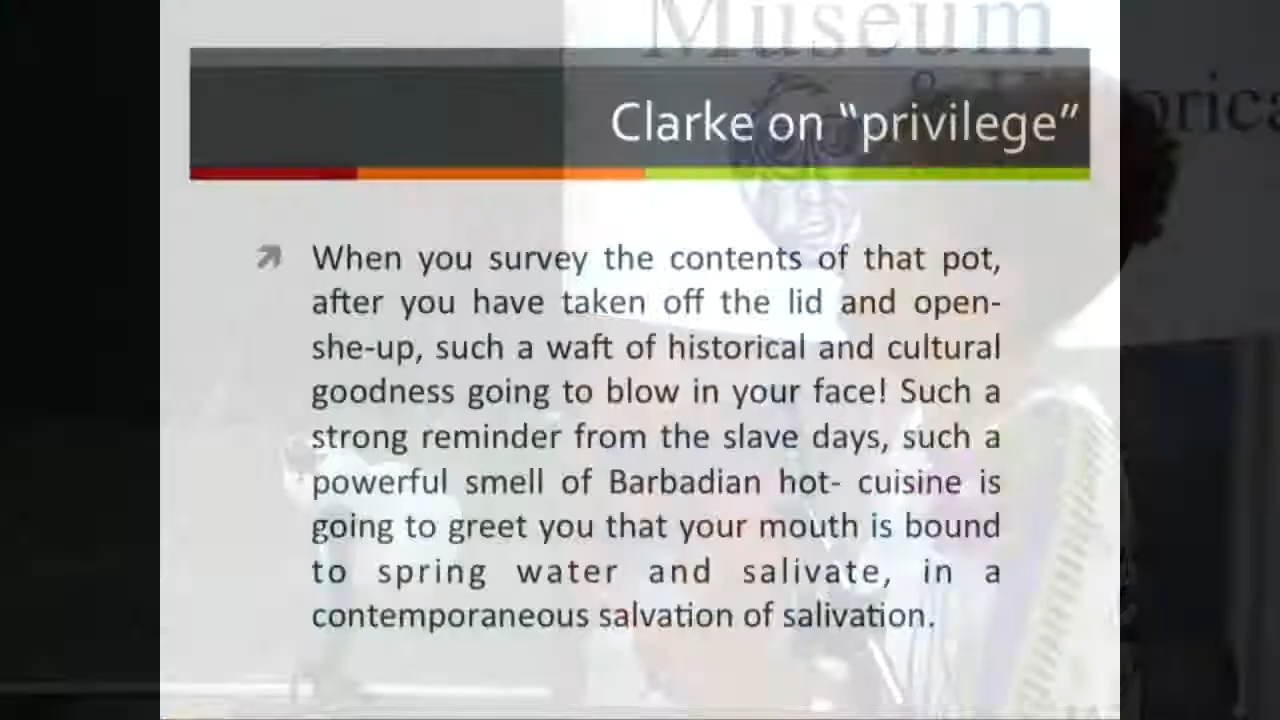 Museum
&
Clarke on “privilege”
When you survey the contents of that pot,
after you have taken off the lid and open-
she-up, such a waft of historical and cultural
goodness going to blow in your face! Such a
strong reminder from the slave days, such a
powerful smell of Barbadian hot- cuisine is
going to greet you that your mouth is bound
to spring water and salivate, in a
contemporaneous salvation of salivation.